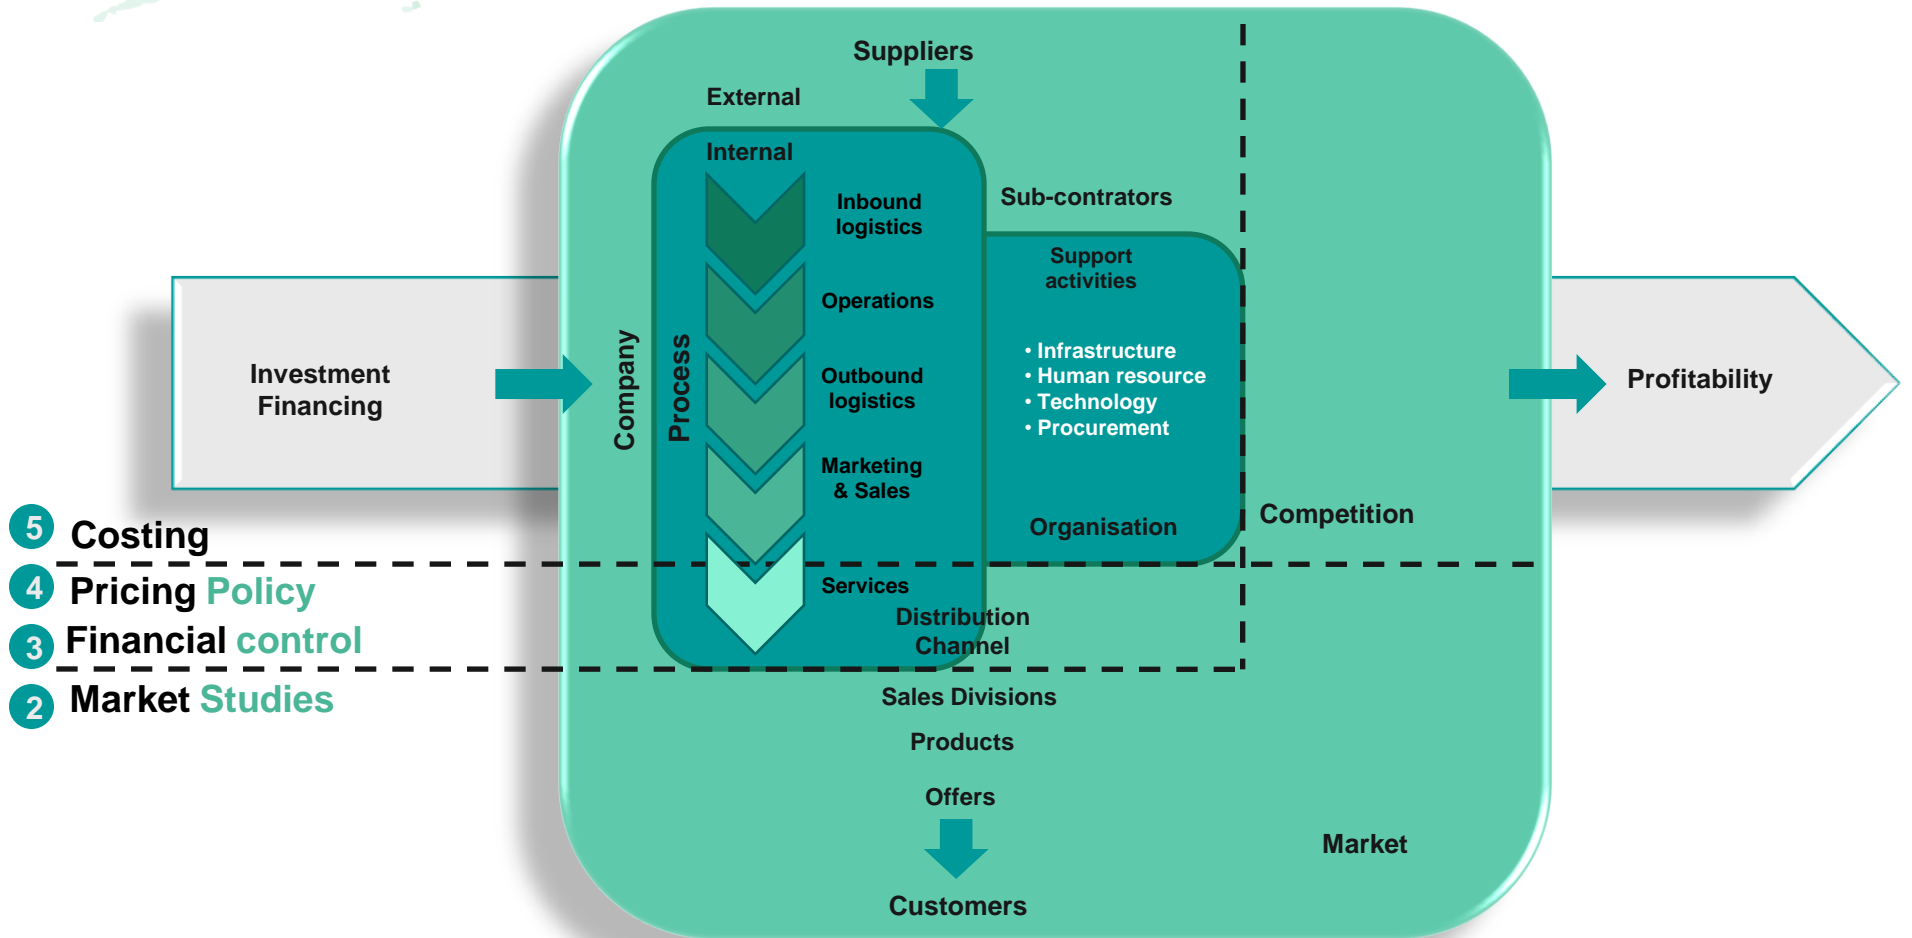 Suppliers
External
Internal
Inbound
logistics
Sub-contrators
Support
activities
Operations
Company
Process
• Infrastructure
• Human resource
• Technology
• Procurement
Investment
Financing
Outbound
logistics
Profitability
Marketing
& Sales
Organisation
Competition
5 Costing
4 Pricing Policy
Services
Distribution
Channel
3 Financial control
2 Market Studies
Sales Divisions
Products
Offers
Market
Customers